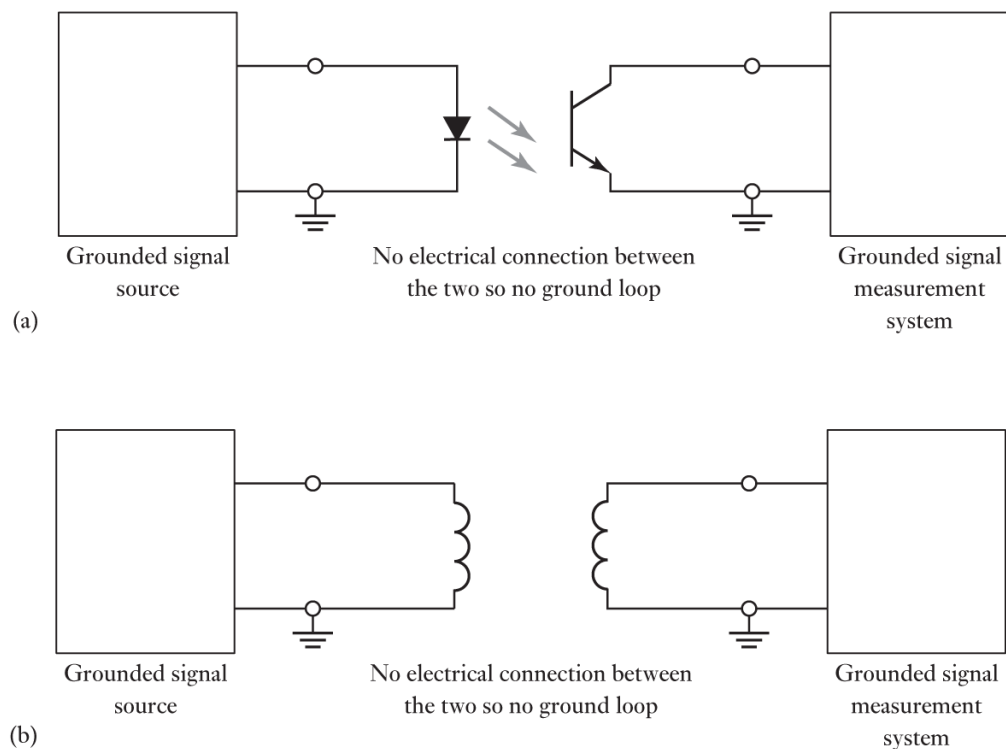 Grounded signal
source
No electrical connection between
the two so no ground loop
Grounded signal
measurement
system
(a)
Grounded signal
source
No electrical connection between
the two so no ground loop
Grounded signal
measurement
system
(b)